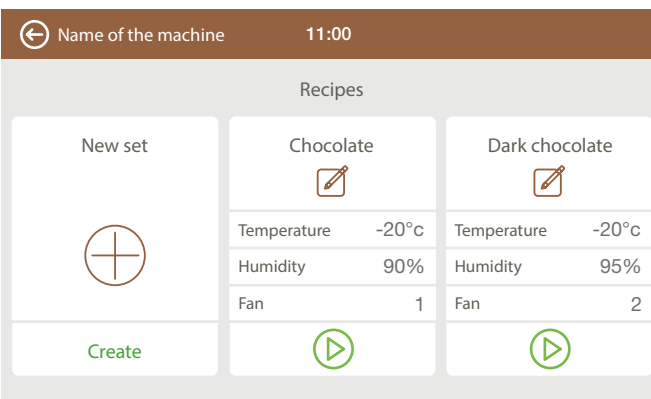 Name of the machine 11:00
Recipes
New set
Create
Chocolate
Temperature -20°c
Humidity 90%
Fan 1
Dark chocolate
Temperature -20°c
Humidity 95%
Fan 2